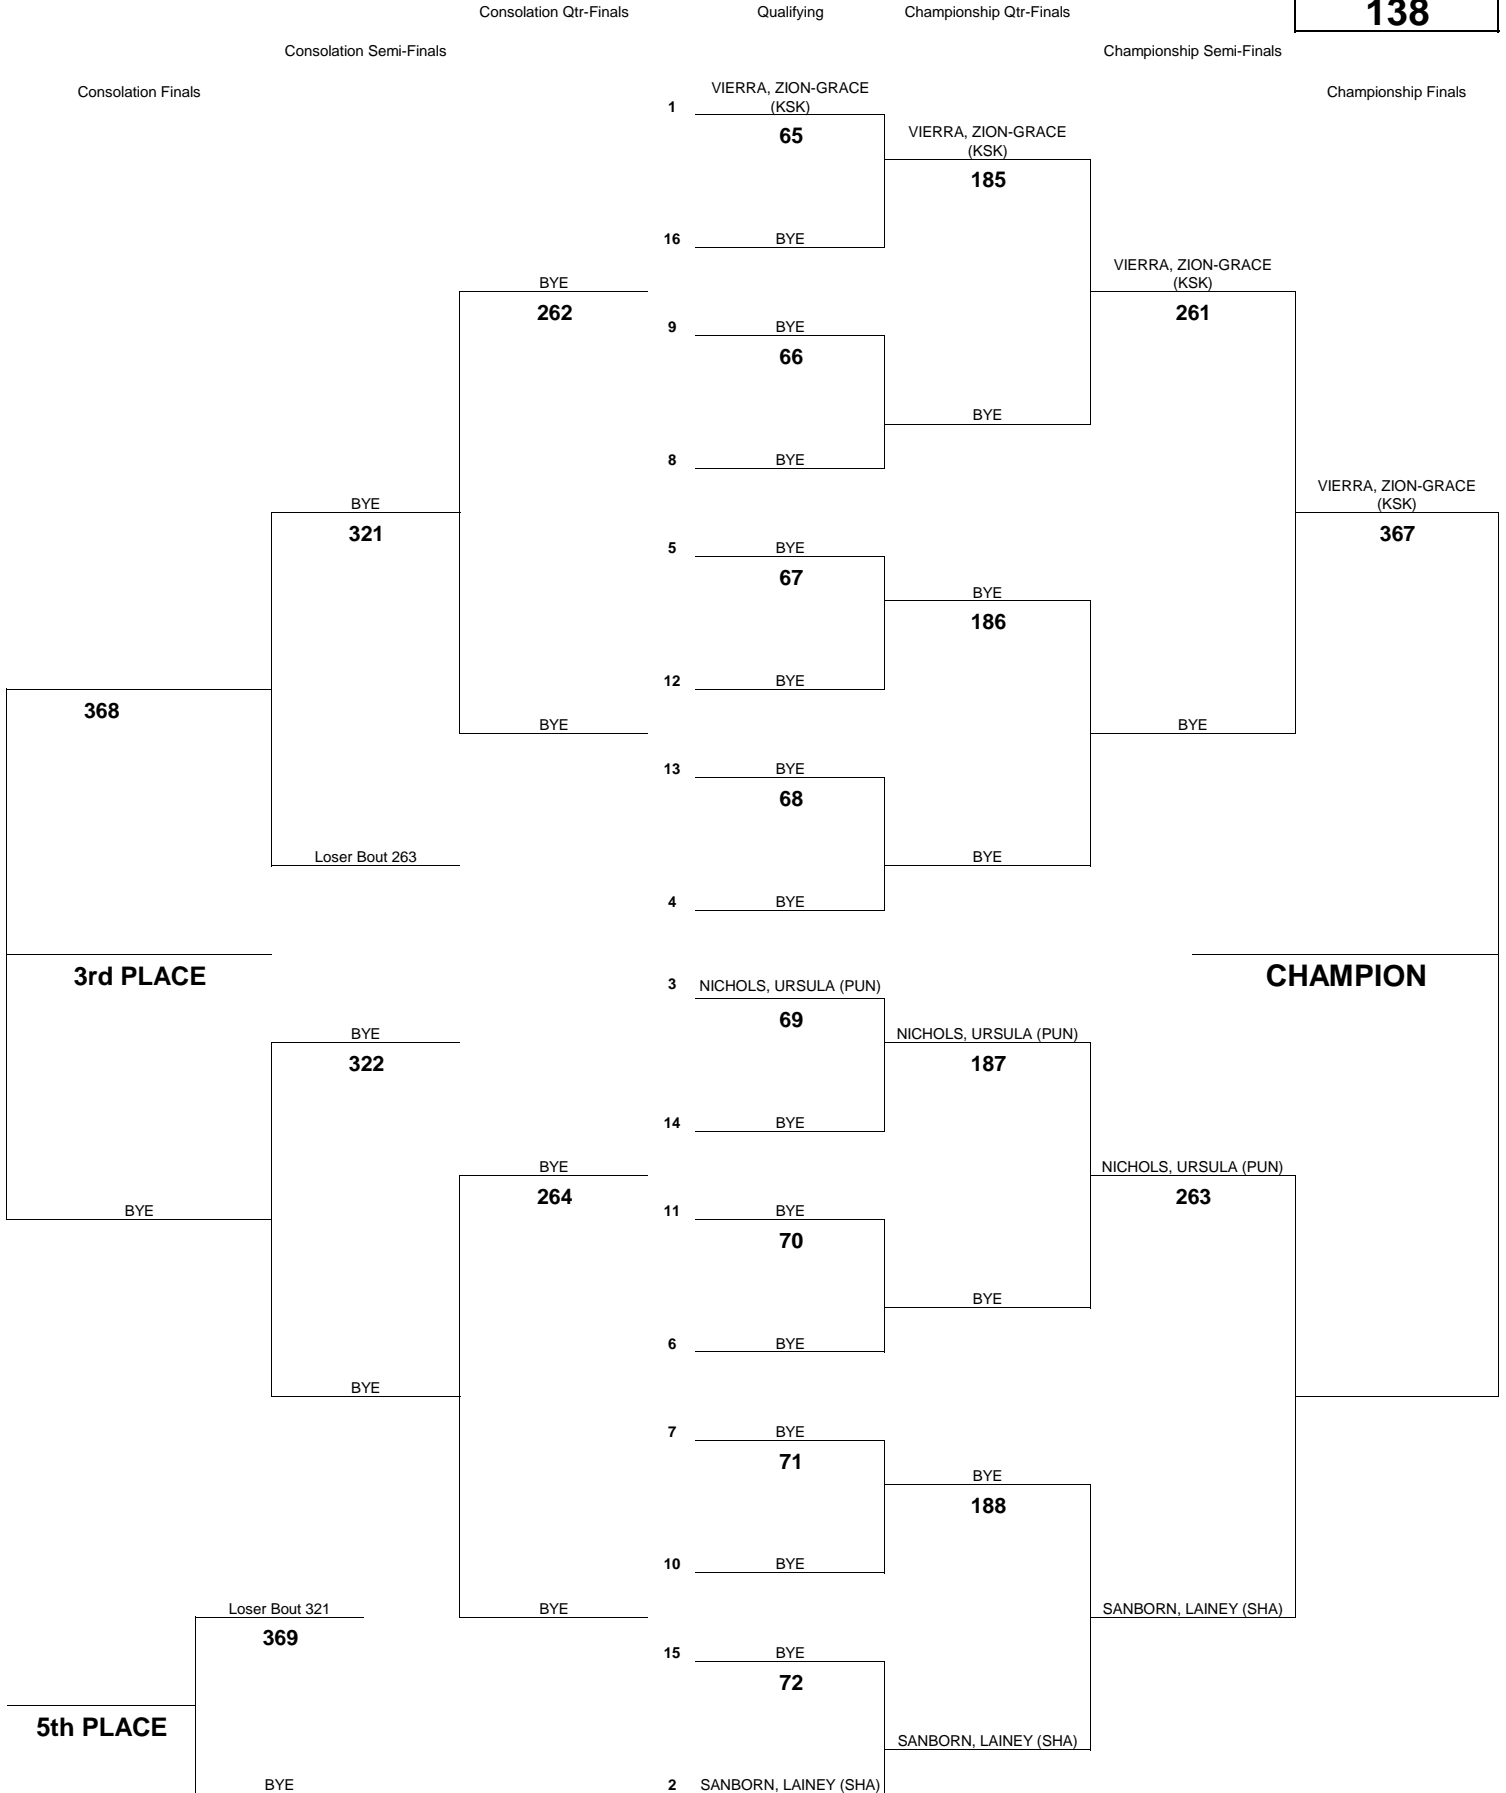 Consolation Qtr-Finals
Qualifying
Championship Qtr-Finals
138
Consolation Semi-Finals
Championship Semi-Finals
Consolation Finals
Championship Finals
1
VIERRA, ZION-GRACE
(KSK)
65
VIERRA, ZION-GRACE
(KSK)
185
16
BYE
VIERRA, ZION-GRACE
(KSK)
261
BYE
262
9
BYE
66
BYE
8
BYE
VIERRA, ZION-GRACE
(KSK)
367
BYE
321
5
BYE
67
BYE
186
12
BYE
368
BYE
BYE
13
BYE
68
Loser Bout 263
BYE
4
BYE
3rd PLACE
CHAMPION
3
NICHOLS, URSULA (PUN)
69
BYE
322
NICHOLS, URSULA (PUN)
187
14
BYE
BYE
264
NICHOLS, URSULA (PUN)
263
BYE
11
BYE
70
BYE
6
BYE
BYE
7
BYE
71
BYE
188
10
BYE
Loser Bout 321
369
BYE
SANBORN, LAINEY (SHA)
15
BYE
72
5th PLACE
SANBORN, LAINEY (SHA)
BYE
2
SANBORN, LAINEY (SHA)